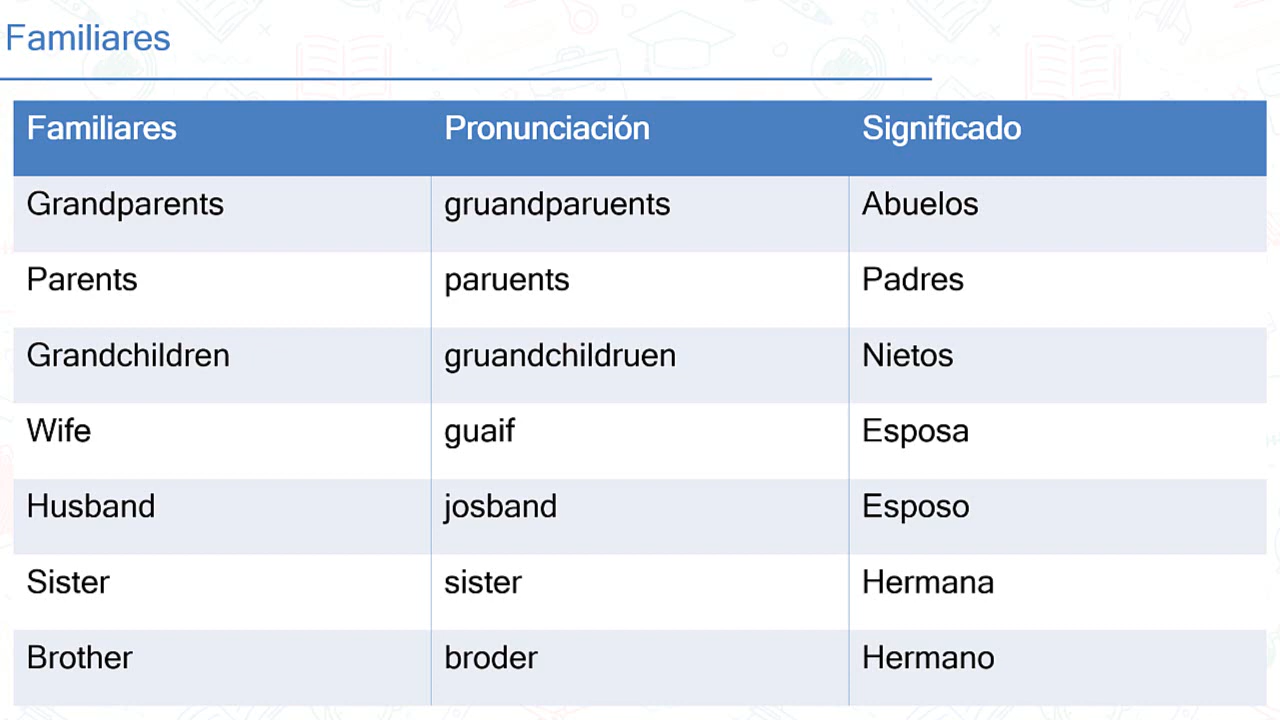 Familiares
Familiares Pronunciación Significado
Grandparents gruandparuents Abuelos
Parents paruents Padres
Grandchildren gruandchildruen Nietos
Wife guaif Esposa
Husband josband Esposo
Sister sister Hermana
Brother broder Hermano